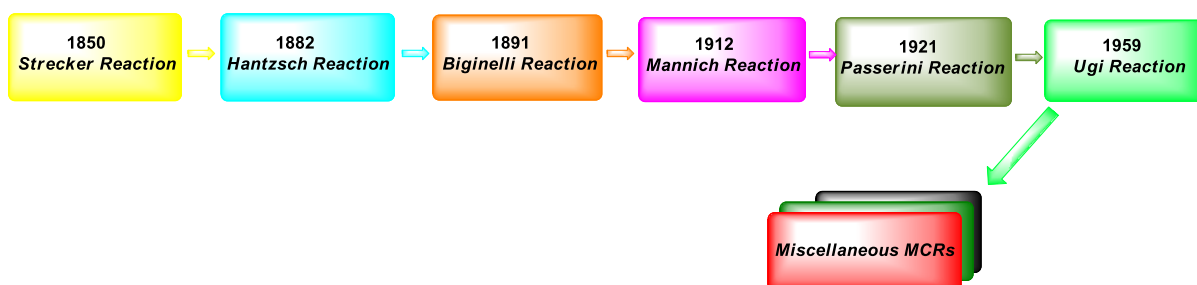 1850
Strecker Reaction
1882
Hantzsch Reaction
1891
Biginelli Reaction
1912
Mannich Reaction
1921
Passerini Reaction
1959
Ugi Reaction
Miscellaneous MCRs